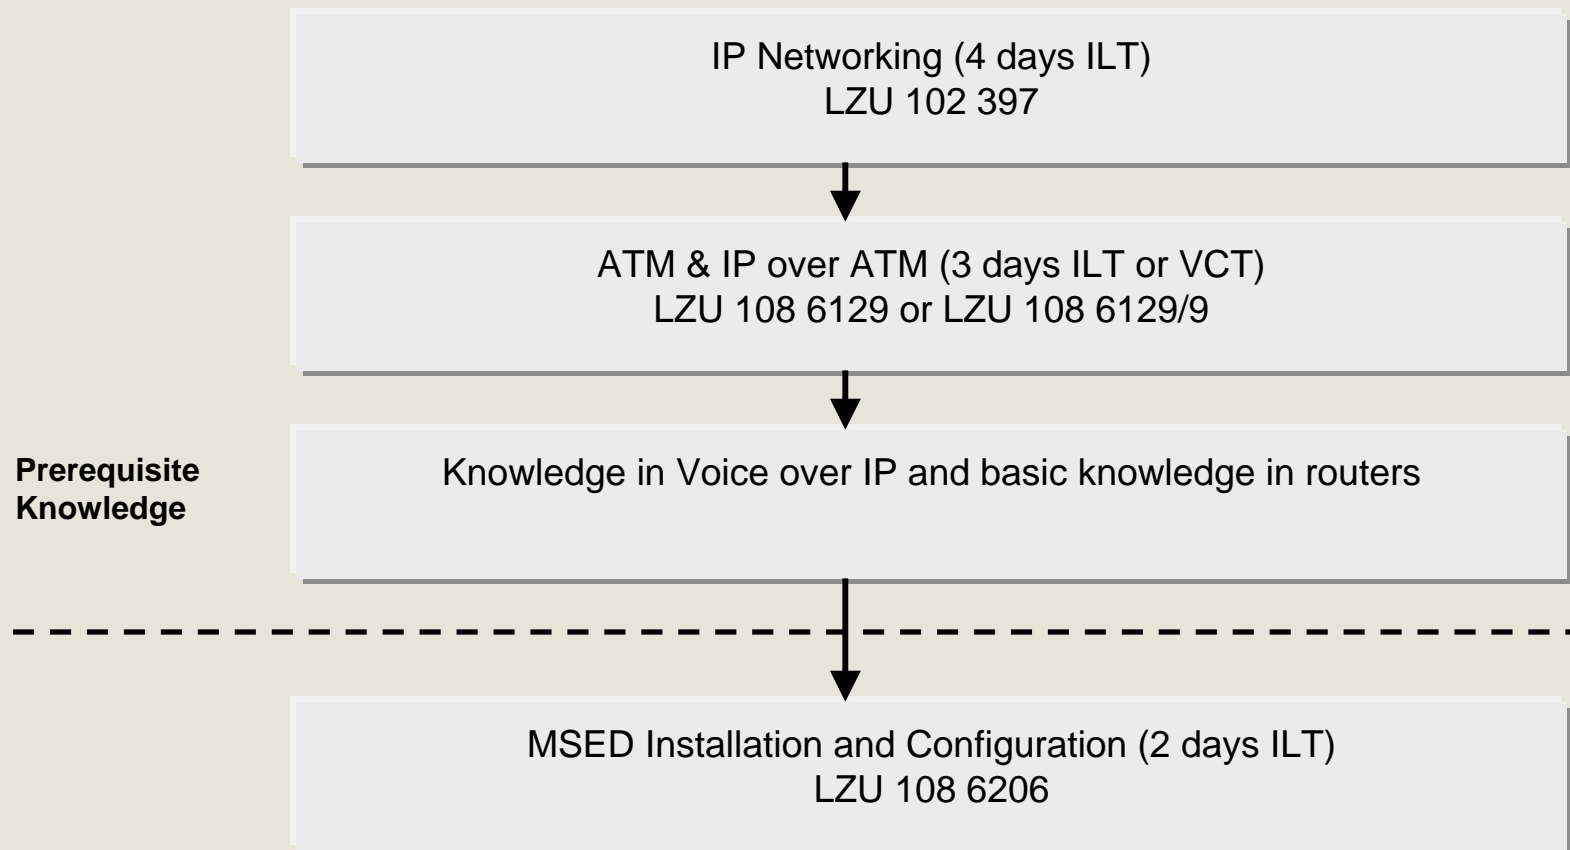 IP Networking (4 days ILT)
LZU 102 397
ATM & IP over ATM (3 days ILT or VCT)
LZU 108 6129 or LZU 108 6129/9
Prerequisite
Knowledge
Knowledge in Voice over IP and basic knowledge in routers
MSED Installation and Configuration (2 days ILT)
LZU 108 6206